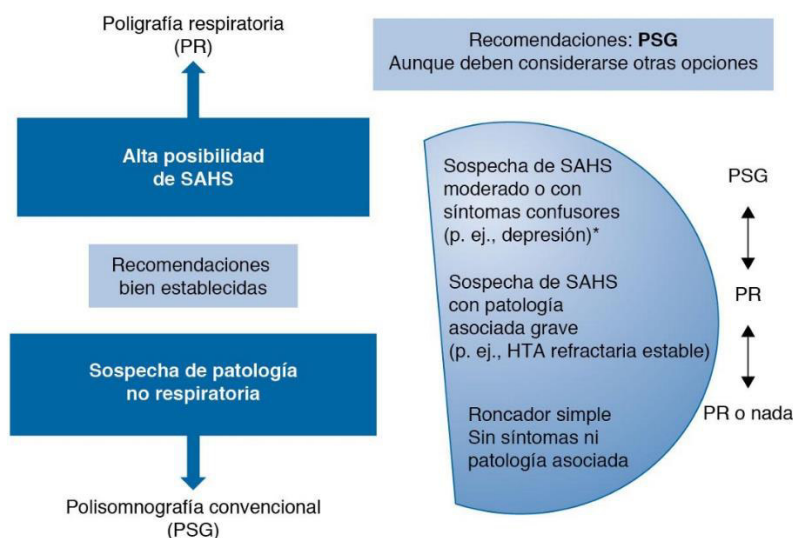 Poligrafía respiratoria
(PR)
Alta posibilidad
de SAHS
Recomendaciones
bien establecidas
Sospecha de patología
no respiratoria
Polisomnografía convencional
(PSG)
Recomendaciones: PSG
Aunque deben considerarse otras opciones
Sospecha de SAHS
moderado o con
síntomas confusores
(p. ej., depresión)*
Sospecha de SAHS
con patología
asociada grave
(p. ej., HTA refractaria estable)
Roncador simple
Sin síntomas ni
patología asociada
PSG
PR
PR o nada